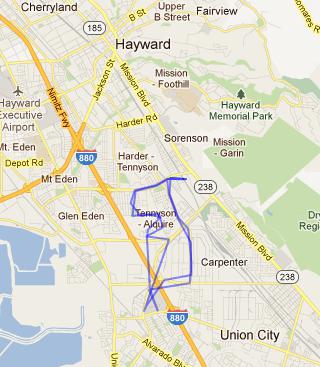 Cherryland
B St
Upper
B Street
Fairview
185
Hayward
Jackson St
Mission Blvd
Mission
- Foothill
Nimitz Fwy
Hayward
Executive
Airport
Hayward
Memorial Park
Harder Rd
Sorenson
Mt. Eden
Depot Rd
880
Harder -
Tennyson
Mission
- Garin
Mt Eden
238
Glen Eden
Tennyson
- Alquire
Mission Blvd
Dry
Regio
Carpenter
238
880
Union City
Alvarado Blv